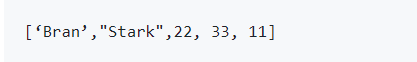 [‘Bran’,"Stark",22, 33, 11]